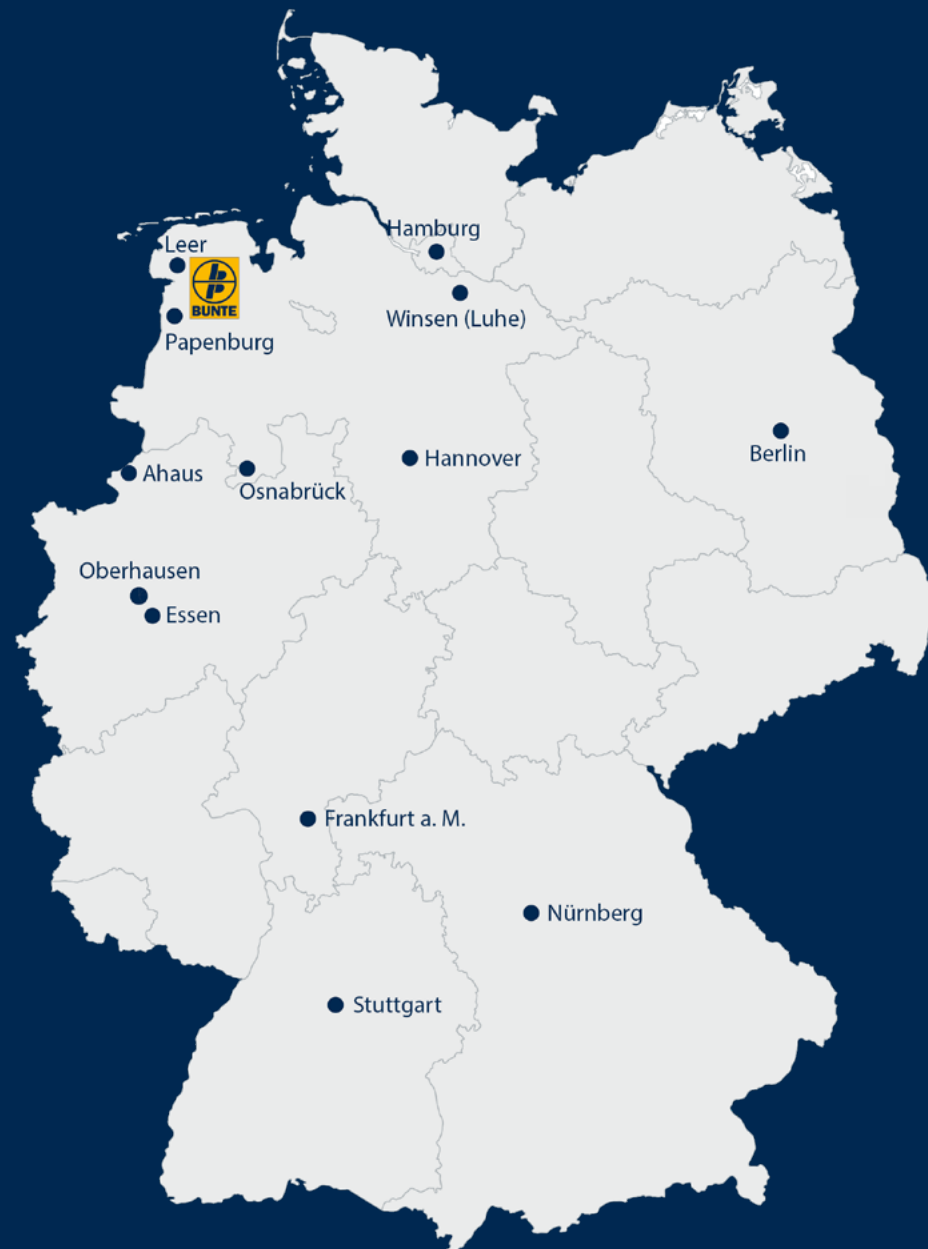 Hamburg
Leer
BUNTE
Winsen (Luhe)
Papenburg
Berlin
Hannover
Ahaus
Osnabrück
Oberhausen
Essen
Frankfurt a. M.
Nürnberg
Stuttgart